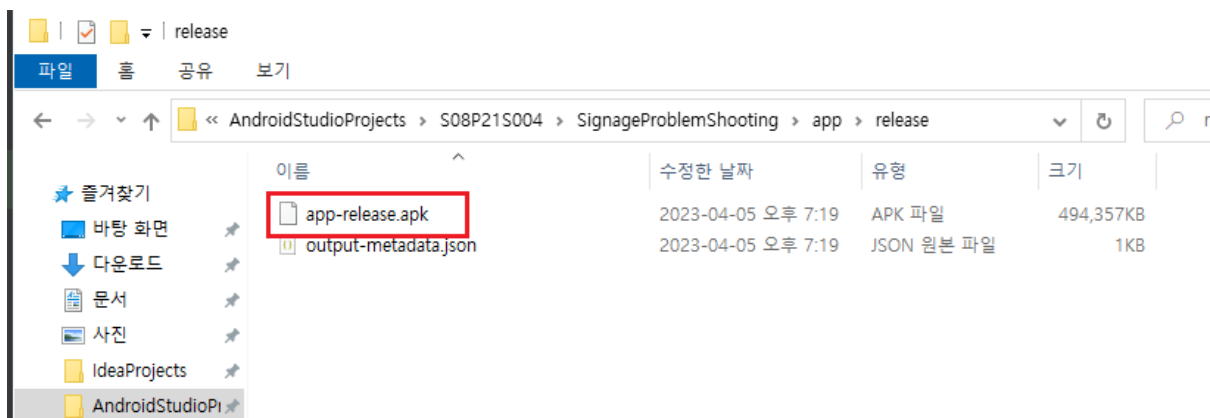 release
파일 홈 공유 보기
« AndroidStudioProjects > S08P21S004 > SignageProblemShooting > app > release
이름 수정한 날짜 유형 크기
즐겨찾기
app-release.apk 2023-04-05 오후 7:19 APK 파일 494,357KB
바탕 화면
output-metadata.json 2023-04-05 오후 7:19 JSON 원본 파일 1KB
다운로드
문서
사진
IdeaProjects
AndroidStudioPr